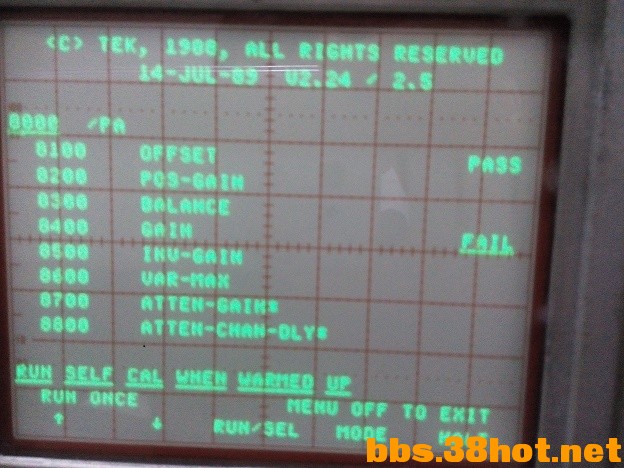 <C> TEK, 1988, ALL RIGHTS RESERVED
14-JUL-89 V2.24 / 2.5
8000 /PA
8100 OFFSET PASS
8200 POS-GAIN
8300 BALANCE
8400 GAIN FAIL
8500 INV-GAIN
8600 VAR-MAX
8700 ATTEN-GAIN*
8800 ATTEN-CHAN-DLY*
RUN SELF CAL WHEN WARMED UP
RUN ONCE MENU OFF TO EXIT
↑ ↓ RUN/SEL MODE HALT
bbs.38hot.net